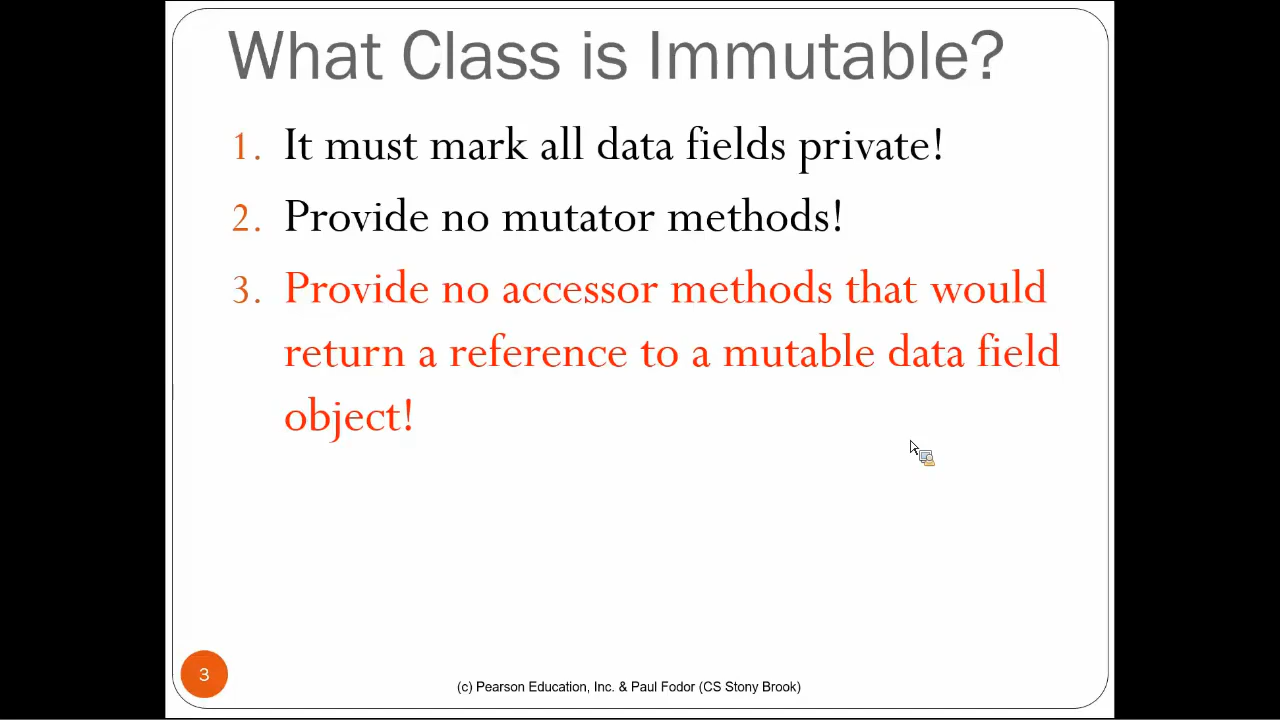 What Class is Immutable?
1. It must mark all data fields private!
2. Provide no mutator methods!
3. Provide no accessor methods that would
return a reference to a mutable data field
object!
3
(c) Pearson Education, Inc. & Paul Fodor (CS Stony Brook)